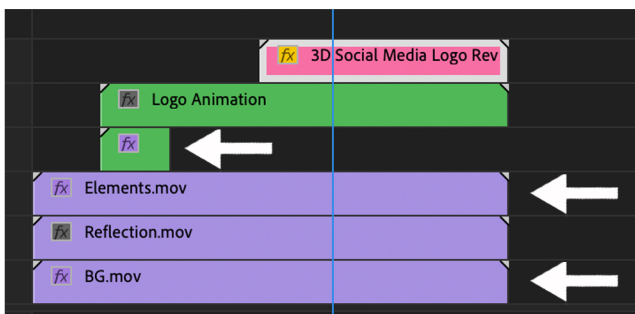 fx 3D Social Media Logo Rev
fx Logo Animation
fx
fx Elements.mov
fx Reflection.mov
fx BG.mov